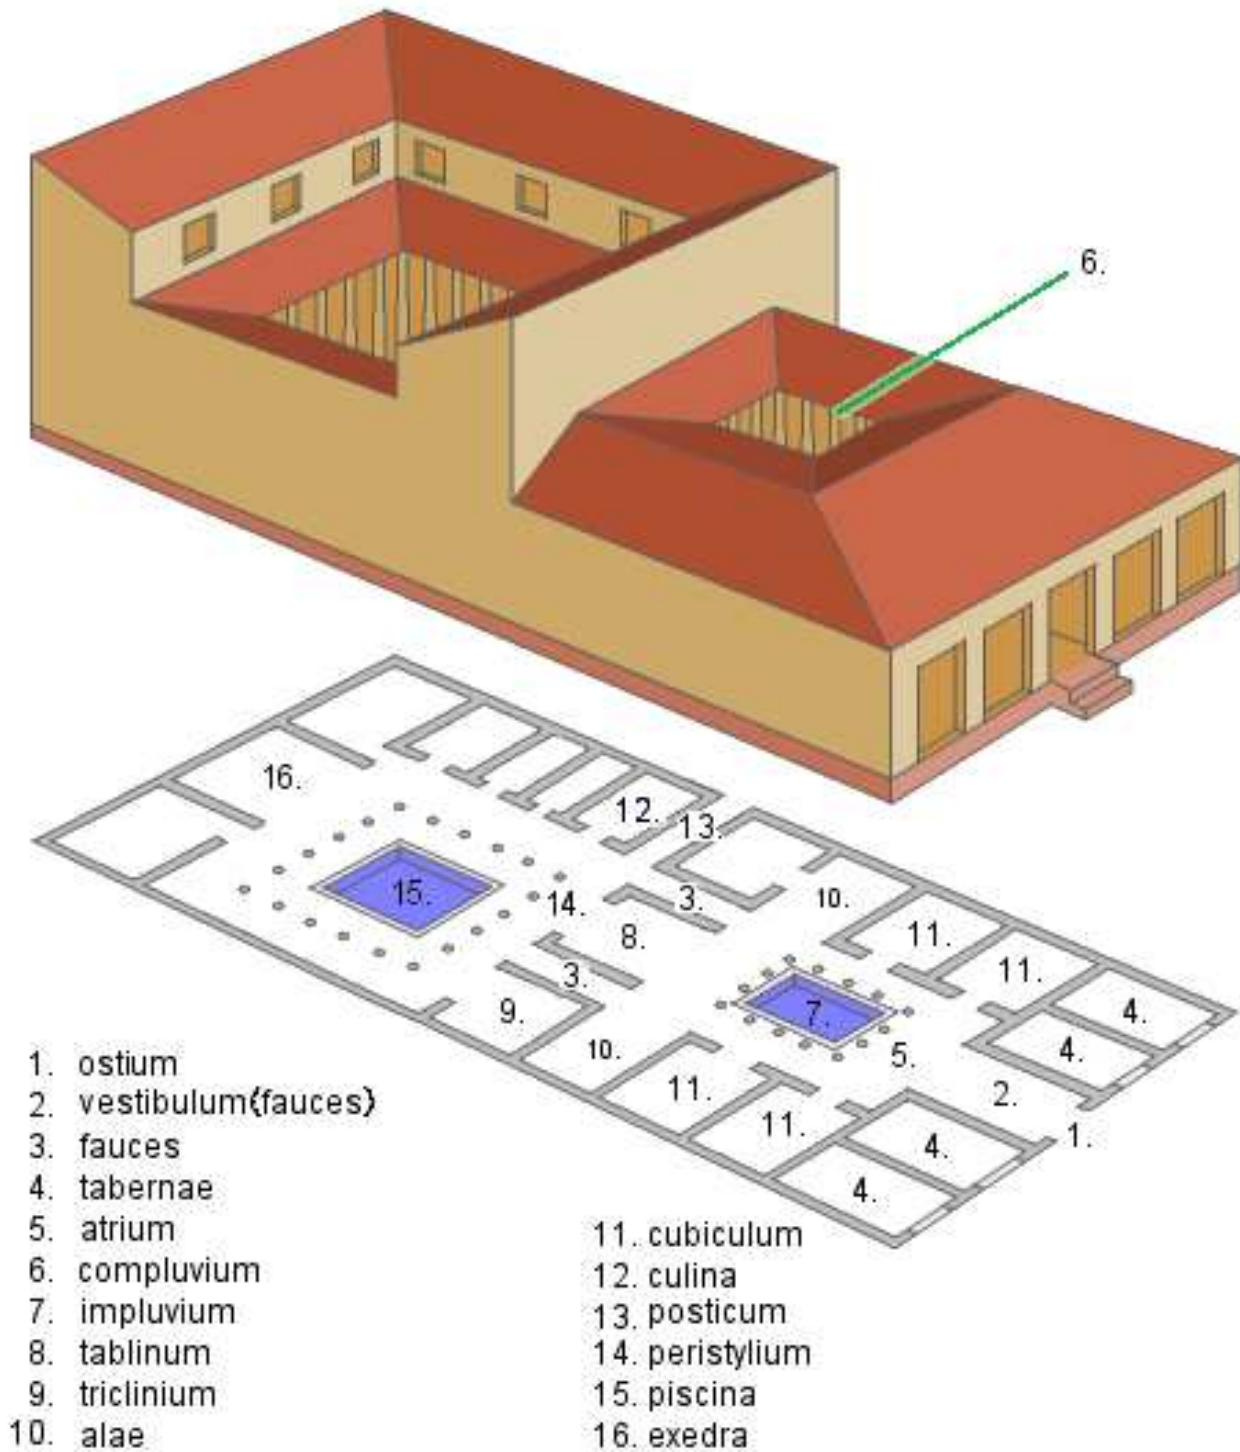 6.
16.
12.
13.
15.
14.
3.
10.
8.
11.
3.
11.
9.
7.
4.
10.
5.
4.
11.
2.
11.
4.
1.
4.
1. ostium
2. vestibulum(fauces)
3. fauces
4. tabernae
5. atrium
6. compluvium
7. impluvium
8. tablinum
9. triclinium
10. alae
11. cubiculum
12. culina
13. posticum
14. peristylium
15. piscina
16. exedra